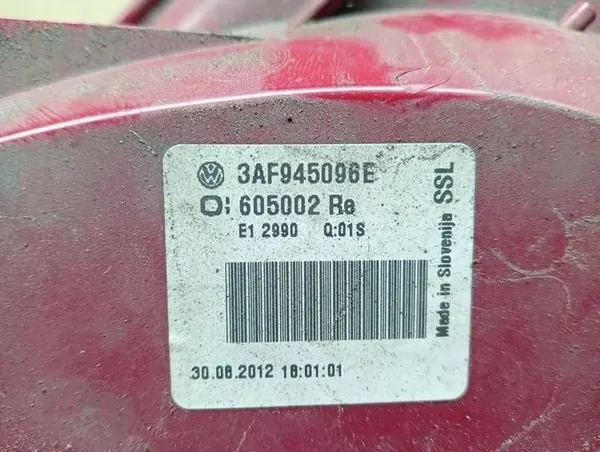 3AF945096E
605002 Re
E1 2990 Q:01S
30.08.2012 18:01:01
Made in Slovenija SSL